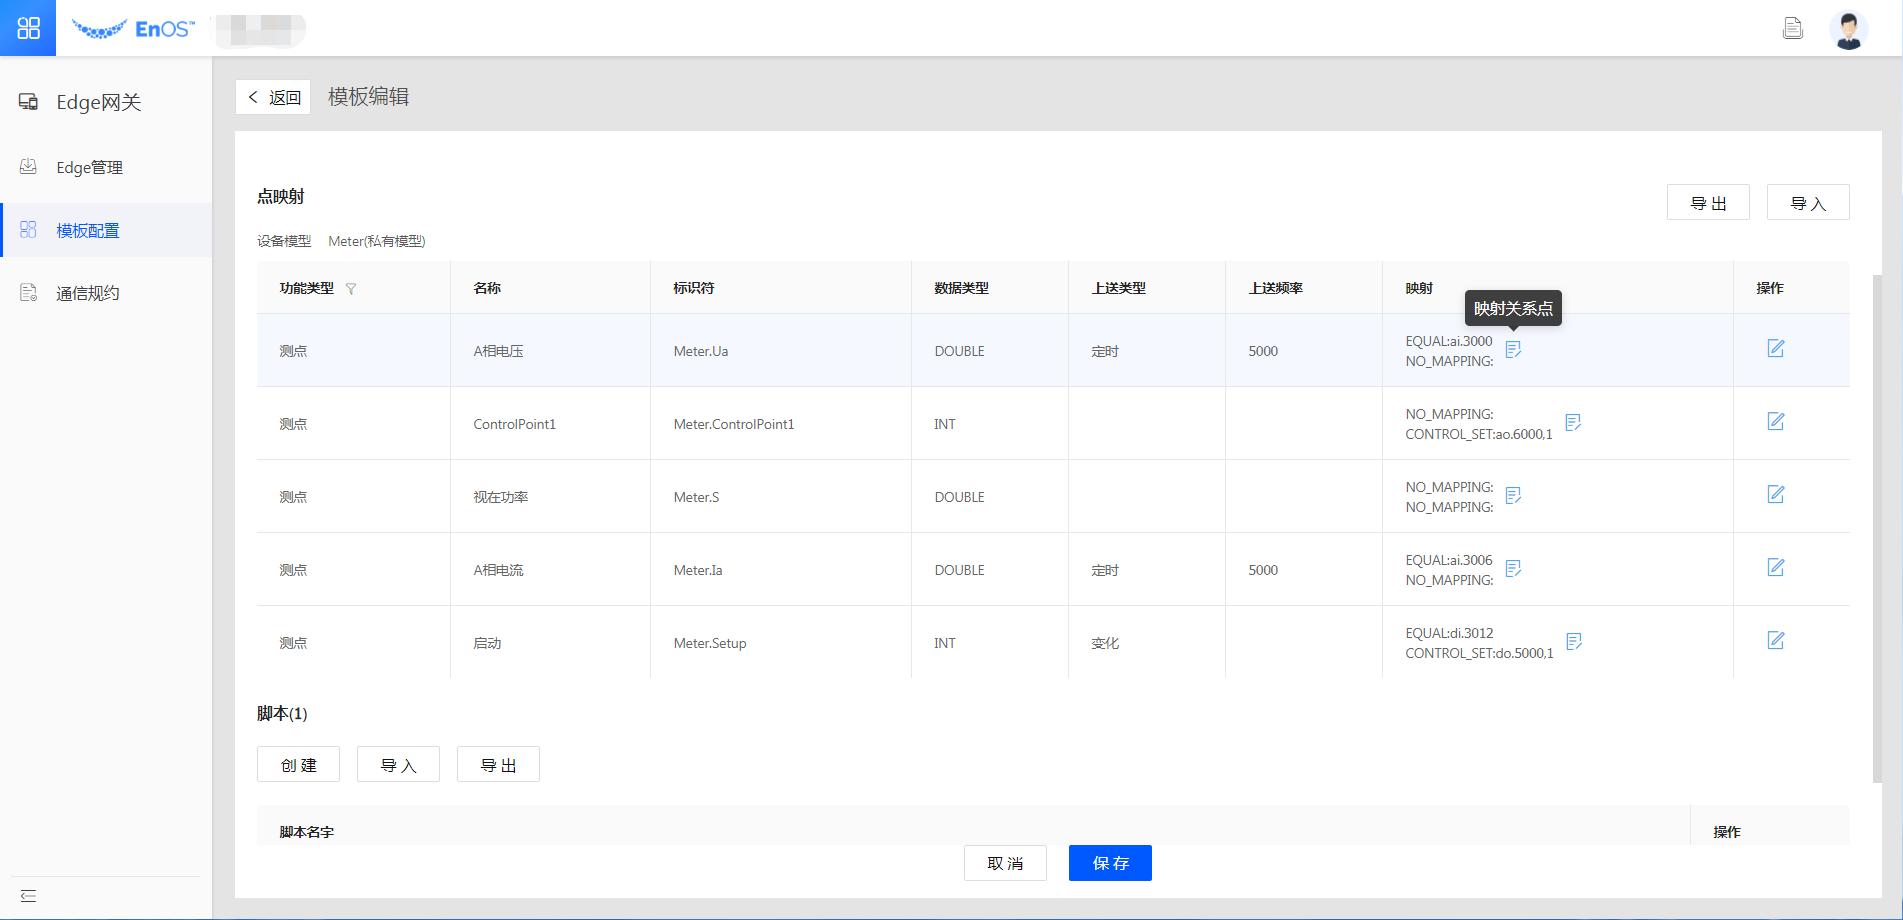 EnOS™
Edge网关
Edge管理
模板配置
通信规约
返回 模板编辑
点映射
导出 导入
设备模型 Meter(私有模型)
功能类型 名称 标识符 数据类型 上送类型 上送频率 映射 操作
映射关系点
测点 A相电压 Meter.Ua DOUBLE 定时 5000 EQUAL:ai.3000
NO_MAPPING:
测点 ControlPoint1 Meter.ControlPoint1 INT NO_MAPPING:
CONTROL_SET:ao.6000,1
测点 视在功率 Meter.S DOUBLE NO_MAPPING:
NO_MAPPING:
测点 A相电流 Meter.Ia DOUBLE 定时 5000 EQUAL:ai.3006
NO_MAPPING:
测点 启动 Meter.Setup INT 变化 EQUAL:di.3012
CONTROL_SET:do.5000,1
脚本(1)
创建 导入 导出
脚本名字 操作
取消 保存